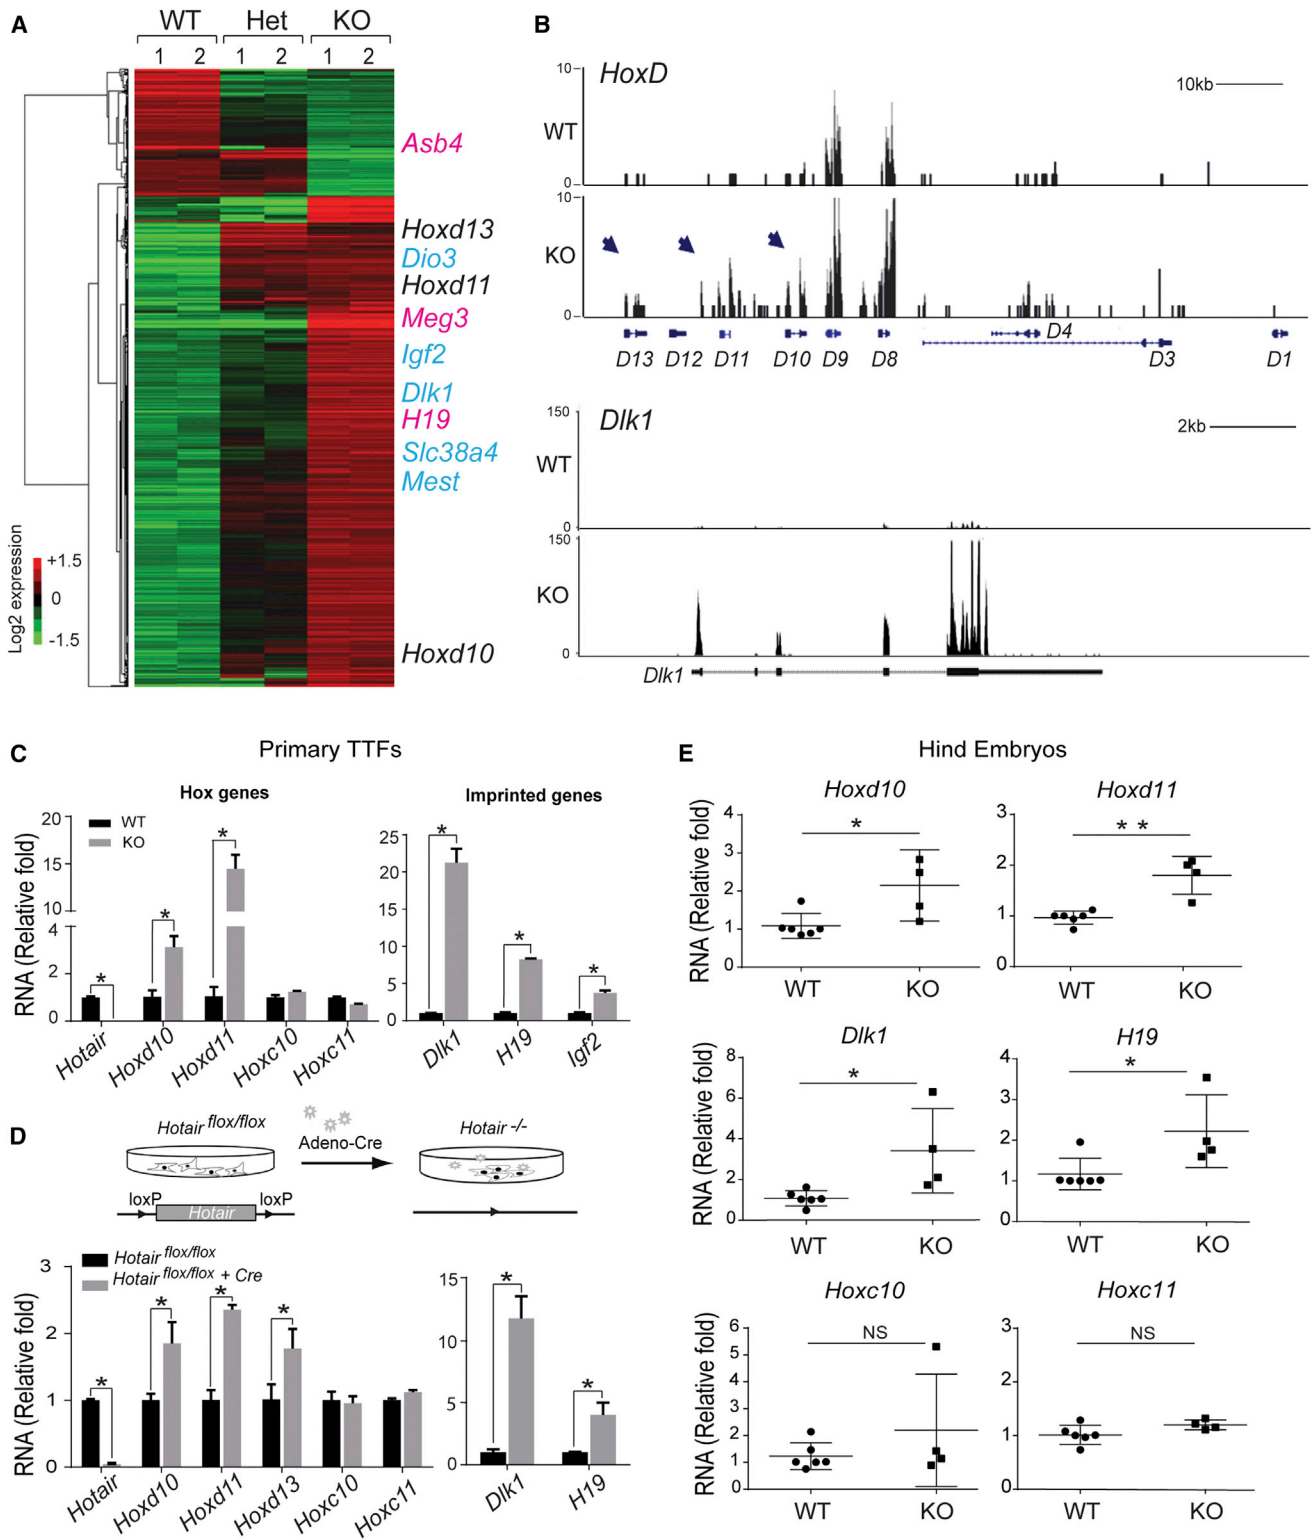 A
WT Het KO
1 2 1 2 1 2
Asb4
Hoxd13
Dio3
Hoxd11
Meg3
Igf2
Dlk1
H19
Slc38a4
Mest
Hoxd10
Log2 expression
+1.5
0
-1.5
B
HoxD
10kb
10
WT
0
10
KO
0
D13 D12 D11 D10 D9 D8 D4 D3 D1
Dlk1
2kb
150
WT
0
150
KO
0
Dlk1
C
Primary TTFs
Hox genes
WT
KO
RNA (Relative fold)
20
15
10
4
2
0
* * *
Hotair Hoxd10 Hoxd11 Hoxc10 Hoxc11
Imprinted genes
25
20
15
10
5
0
* * *
Dlk1 H19 Igf2
D
Hotair flox/flox
Adeno-Cre
Hotair -/-
loxP loxP
Hotair
Hotair flox/flox
Hotair flox/flox + Cre
RNA (Relative fold)
3
2
1
0
* * * *
Hotair Hoxd10 Hoxd11 Hoxd13 Hoxc10 Hoxc11
15
10
5
0
* *
Dlk1 H19
E
Hind Embryos
Hoxd10
RNA (Relative fold)
4
3
2
1
0
*
WT KO
Hoxd11
3
2
1
0
* *
WT KO
Dlk1
RNA (Relative fold)
8
6
4
2
0
*
WT KO
H19
4
3
2
1
0
*
WT KO
Hoxc10
RNA (Relative fold)
6
5
4
3
2
1
0
NS
WT KO
Hoxc11
3
2
1
0
NS
WT KO